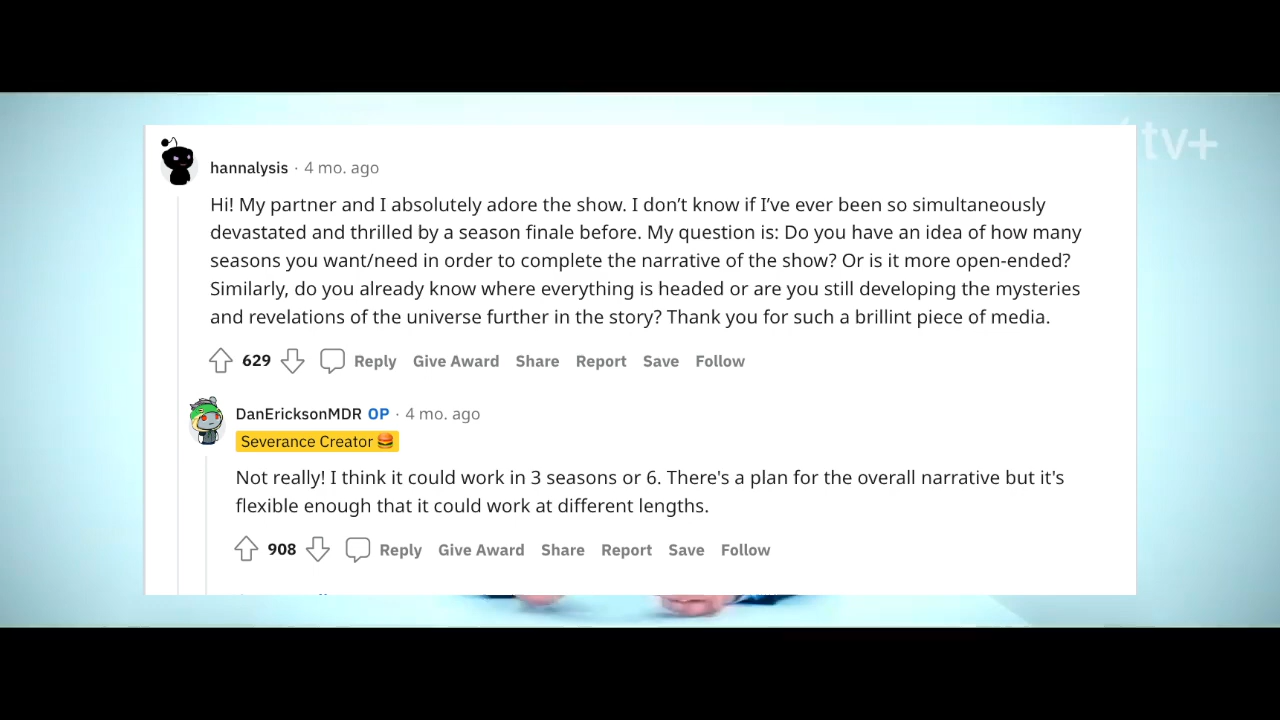 tv+
hannalysis · 4 mo. ago
Hi! My partner and I absolutely adore the show. I don’t know if I’ve ever been so simultaneously
devastated and thrilled by a season finale before. My question is: Do you have an idea of how many
seasons you want/need in order to complete the narrative of the show? Or is it more open-ended?
Similarly, do you already know where everything is headed or are you still developing the mysteries
and revelations of the universe further in the story? Thank you for such a brillint piece of media.
629 Reply Give Award Share Report Save Follow
DanEricksonMDR OP · 4 mo. ago
Severance Creator 🍔
Not really! I think it could work in 3 seasons or 6. There's a plan for the overall narrative but it's
flexible enough that it could work at different lengths.
908 Reply Give Award Share Report Save Follow